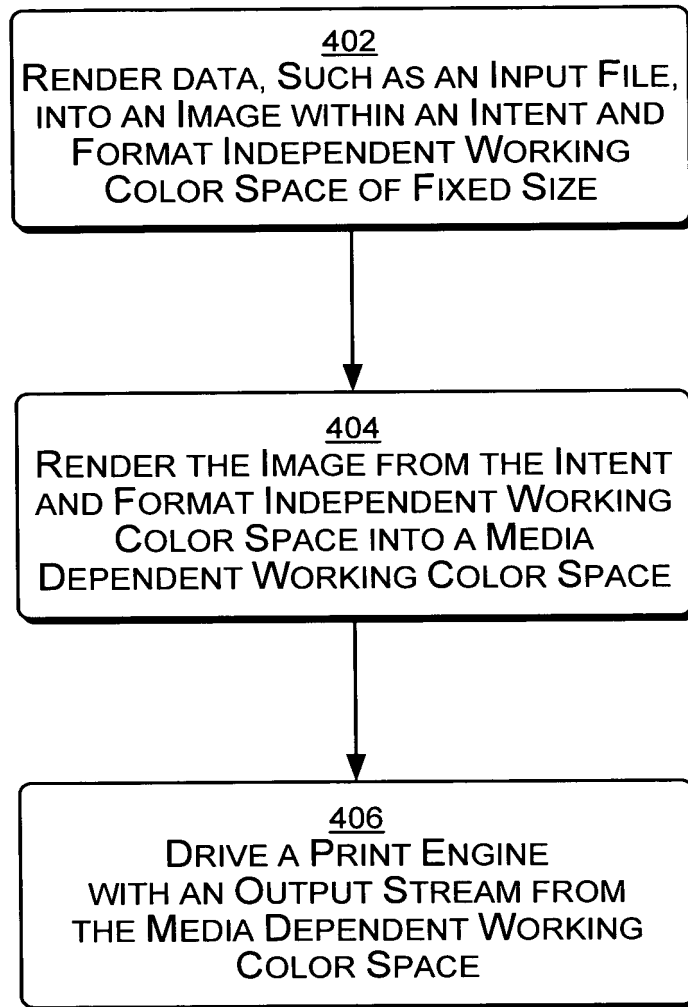 402
RENDER DATA, SUCH AS AN INPUT FILE,
INTO AN IMAGE WITHIN AN INTENT AND
FORMAT INDEPENDENT WORKING
COLOR SPACE OF FIXED SIZE
404
RENDER THE IMAGE FROM THE INTENT
AND FORMAT INDEPENDENT WORKING
COLOR SPACE INTO A MEDIA
DEPENDENT WORKING COLOR SPACE
406
DRIVE A PRINT ENGINE
WITH AN OUTPUT STREAM FROM
THE MEDIA DEPENDENT WORKING
COLOR SPACE